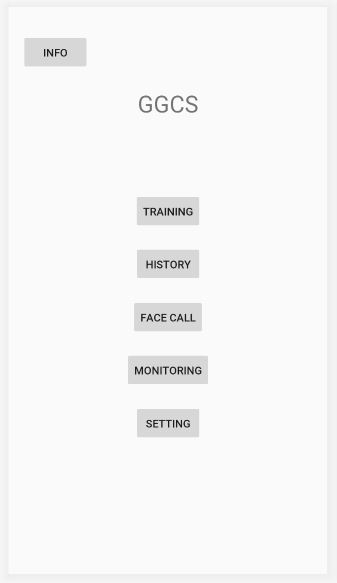 INFO
GGCS
TRAINING
HISTORY
FACE CALL
MONITORING
SETTING